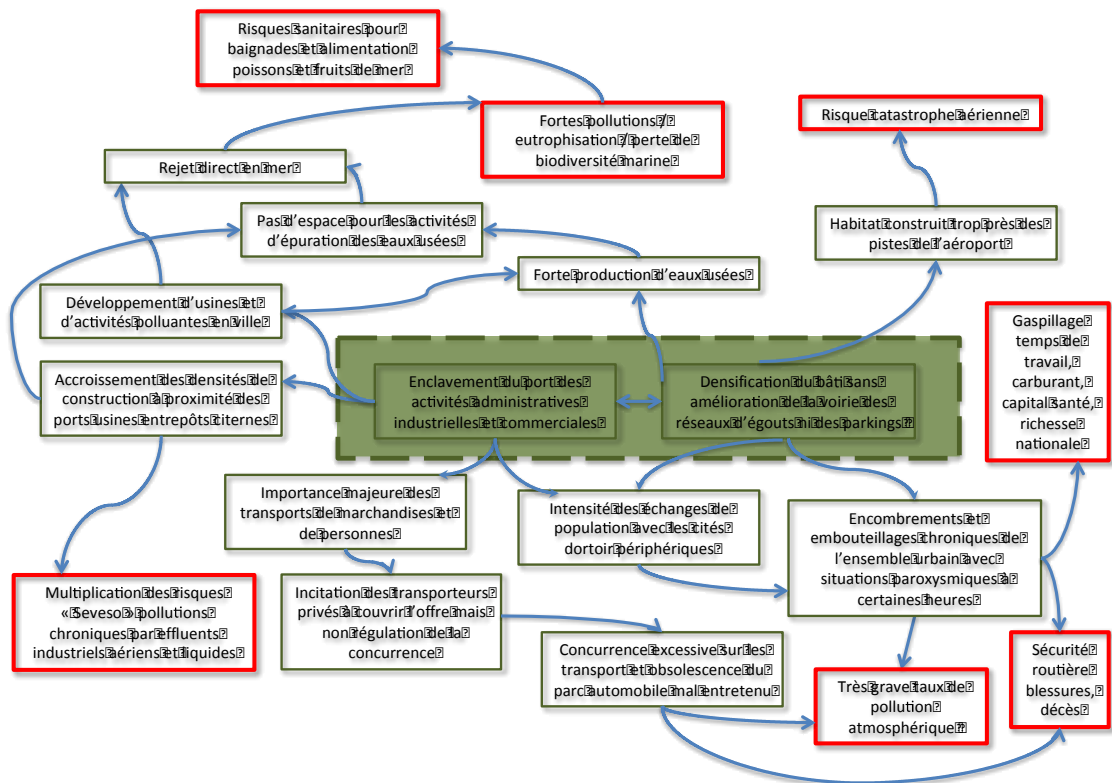 Risques sanitaires pour
baignades et alimentation
poissons et fruits de mer
Fortes pollutions /
eutrophisation / perte de
biodiversité marine
Risque catastrophe aérienne
Rejet direct en mer
Pas d'espace pour les activités
d'épuration des eaux usées
Habitat construit trop près des
pistes de l'aéroport
Forte production d'eaux usées
Développement d'usines et
d'activités polluantes en ville
Gaspillage
temps de
travail,
carburant,
capital santé,
richesse
nationale
Accroissement des densités de
construction à proximité des
ports usines entrepôts citernes
Enclavement du port des
activités administratives
industrielles et commerciales
Densification du bâti sans
amélioration de la voirie des
réseaux d'égouts ni des parkings
Importance majeure des
transports de marchandises et
de personnes
Intensité des échanges de
population avec les cités
dortoir périphériques
Encombrements et
embouteillages chroniques de
l'ensemble urbain avec
situations paroxysmiques à
certaines heures
Multiplication des risques
« Seveso » pollutions
chroniques par effluents
industriels aériens et liquides
Incitation des transporteurs
privés à couvrir l'offre mais
non régulation de la
concurrence
Concurrence excessive sur les
transport et obsolescence du
parc automobile mal entretenu
Très grave taux de
pollution
atmosphérique
Sécurité
routière
blessures,
décès